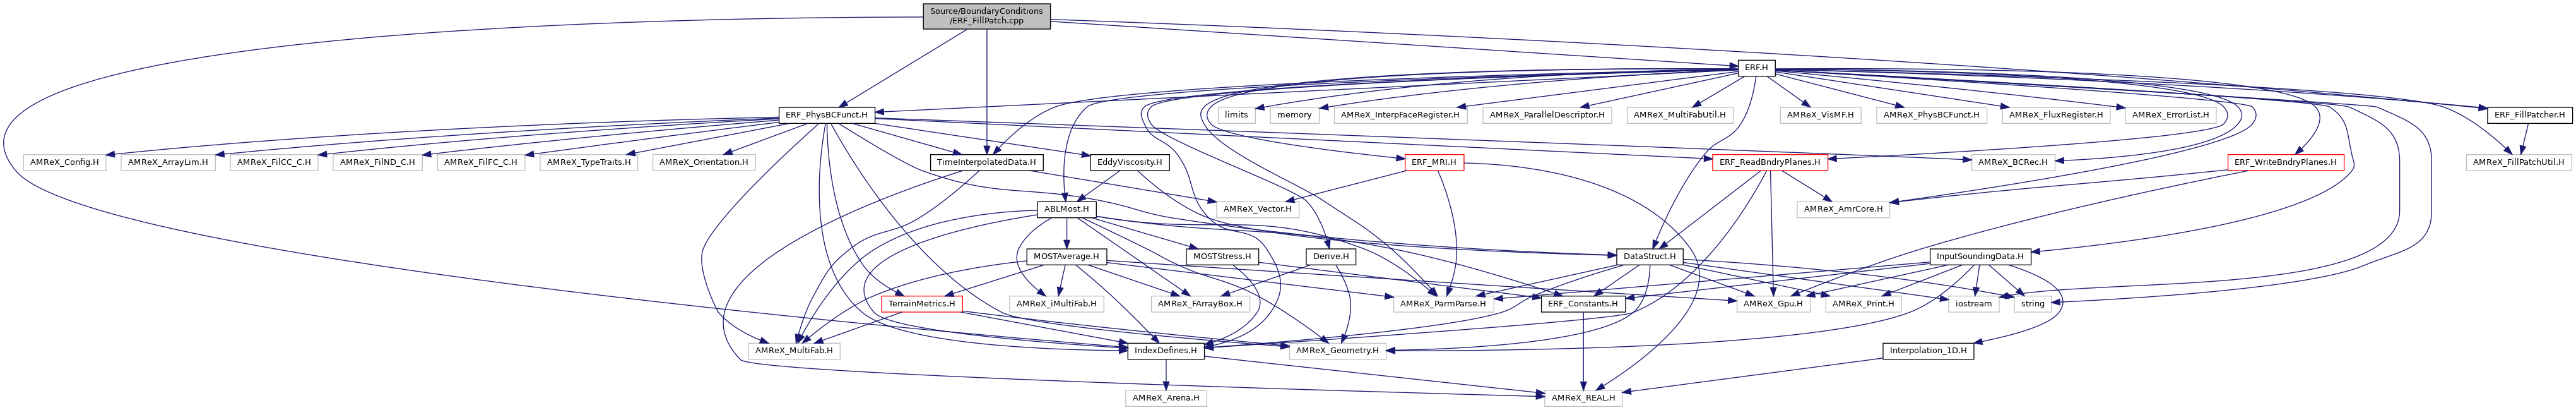 Source/BoundaryConditions
/ERF_FillPatch.cpp
ERF.H
ERF_PhysBCFunct.H
limits
memory
AMReX_InterpFaceRegister.H
AMReX_ParallelDescriptor.H
AMReX_MultiFabUtil.H
AMReX_VisMF.H
AMReX_PhysBCFunct.H
AMReX_FluxRegister.H
AMReX_ErrorList.H
ERF_FillPatcher.H
AMReX_Config.H
AMReX_ArrayLim.H
AMReX_FilCC_C.H
AMReX_FilND_C.H
AMReX_FilFC_C.H
AMReX_TypeTraits.H
AMReX_Orientation.H
TimeInterpolatedData.H
EddyViscosity.H
ERF_MRI.H
ERF_ReadBndryPlanes.H
AMReX_BCRec.H
ERF_WriteBndryPlanes.H
AMReX_FillPatchUtil.H
ABLMost.H
AMReX_Vector.H
AMReX_AmrCore.H
MOSTAverage.H
MOSTStress.H
Derive.H
DataStruct.H
InputSoundingData.H
TerrainMetrics.H
AMReX_iMultiFab.H
AMReX_FArrayBox.H
AMReX_ParmParse.H
ERF_Constants.H
AMReX_Gpu.H
AMReX_Print.H
iostream
string
AMReX_MultiFab.H
IndexDefines.H
AMReX_Geometry.H
Interpolation_1D.H
AMReX_Arena.H
AMReX_REAL.H